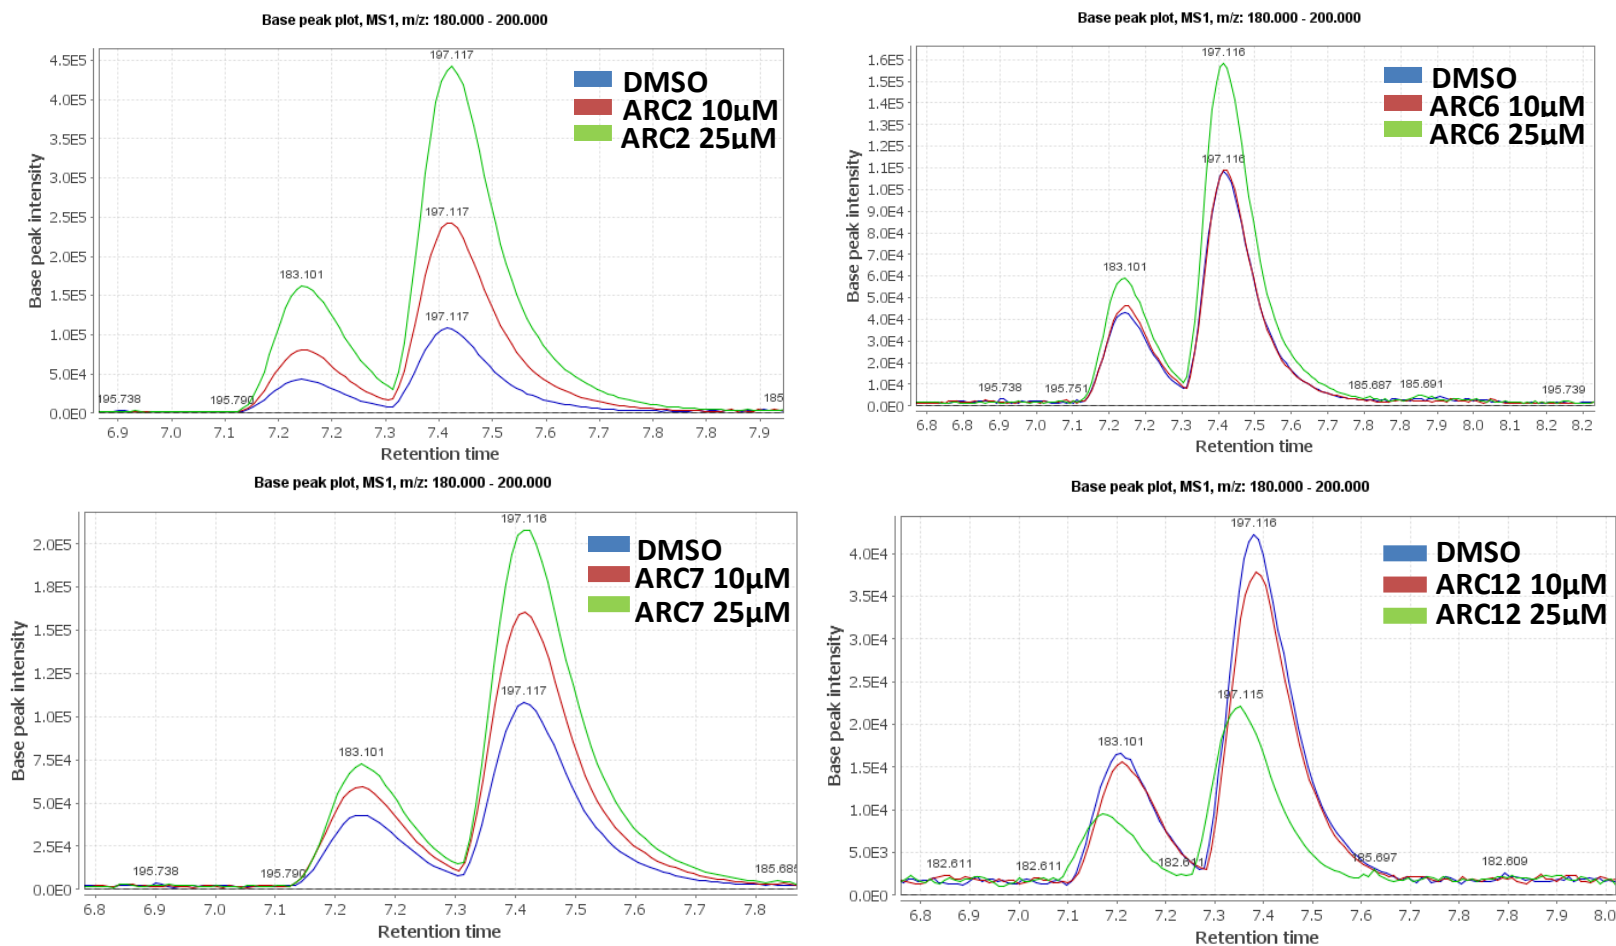 Base peak plot, MS1, m/z: 180.000 - 200.000
4.5E5
4.0E5
3.5E5
3.0E5
2.5E5
2.0E5
1.5E5
1.0E5
5.0E4
0.0E0
Base peak intensity
197.117
197.117
197.117
183.101
195.738
195.790
185
DMSO
ARC2 10µM
ARC2 25µM
6.9 7.0 7.1 7.2 7.2 7.3 7.4 7.5 7.6 7.7 7.8 7.8 7.9
Retention time
Base peak plot, MS1, m/z: 180.000 - 200.000
1.6E5
1.5E5
1.4E5
1.3E5
1.2E5
1.1E5
1.0E5
9.0E4
8.0E4
7.0E4
6.0E4
5.0E4
4.0E4
3.0E4
2.0E4
1.0E4
0.0E0
Base peak intensity
197.116
197.116
183.101
195.738
195.751
185.687
185.691
195.739
DMSO
ARC6 10µM
ARC6 25µM
6.8 6.8 6.9 7.0 7.1 7.2 7.2 7.3 7.4 7.5 7.6 7.7 7.8 7.8 7.9 8.0 8.1 8.2 8.2
Retention time
Base peak plot, MS1, m/z: 180.000 - 200.000
2.0E5
1.8E5
1.5E5
1.2E5
1.0E5
7.5E4
5.0E4
2.5E4
0.0E0
Base peak intensity
197.116
197.117
183.101
195.738
195.790
185.685
DMSO
ARC7 10µM
ARC7 25µM
6.8 6.9 7.0 7.1 7.2 7.2 7.3 7.4 7.5 7.6 7.7 7.8
Retention time
Base peak plot, MS1, m/z: 180.000 - 200.000
4.0E4
3.5E4
3.0E4
2.5E4
2.0E4
1.5E4
1.0E4
5.0E3
0.0E0
Base peak intensity
197.116
197.115
183.101
182.611
182.611
182.611
185.697
182.609
DMSO
ARC12 10µM
ARC12 25µM
6.8 6.9 7.0 7.1 7.2 7.2 7.3 7.4 7.5 7.6 7.7 7.8 7.8 7.9 8.0
Retention time